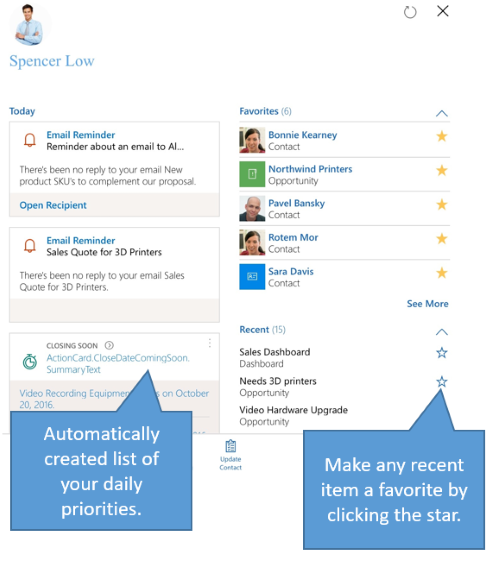 Spencer Low
Today
Email Reminder
Reminder about an email to Al...
There's been no reply to your email New
product SKU's to complement our proposal.
Open Recipient
Email Reminder
Sales Quote for 3D Printers
There's been no reply to your email Sales
Quote for 3D Printers.
CLOSING SOON
ActionCard.CloseDateComingSoon.
SummaryText
Video Recording Equipment
on October
20, 2016.
Automatically
created list of
your daily
priorities.
Update
Contact
Favorites (6)
Bonnie Kearney
Contact
Northwind Printers
Opportunity
Pavel Bansky
Contact
Rotem Mor
Contact
Sara Davis
Contact
See More
Recent (15)
Sales Dashboard
Dashboard
Needs 3D printers
Opportunity
Video Hardware Upgrade
Opportunity
Make any recent
item a favorite by
clicking the star.